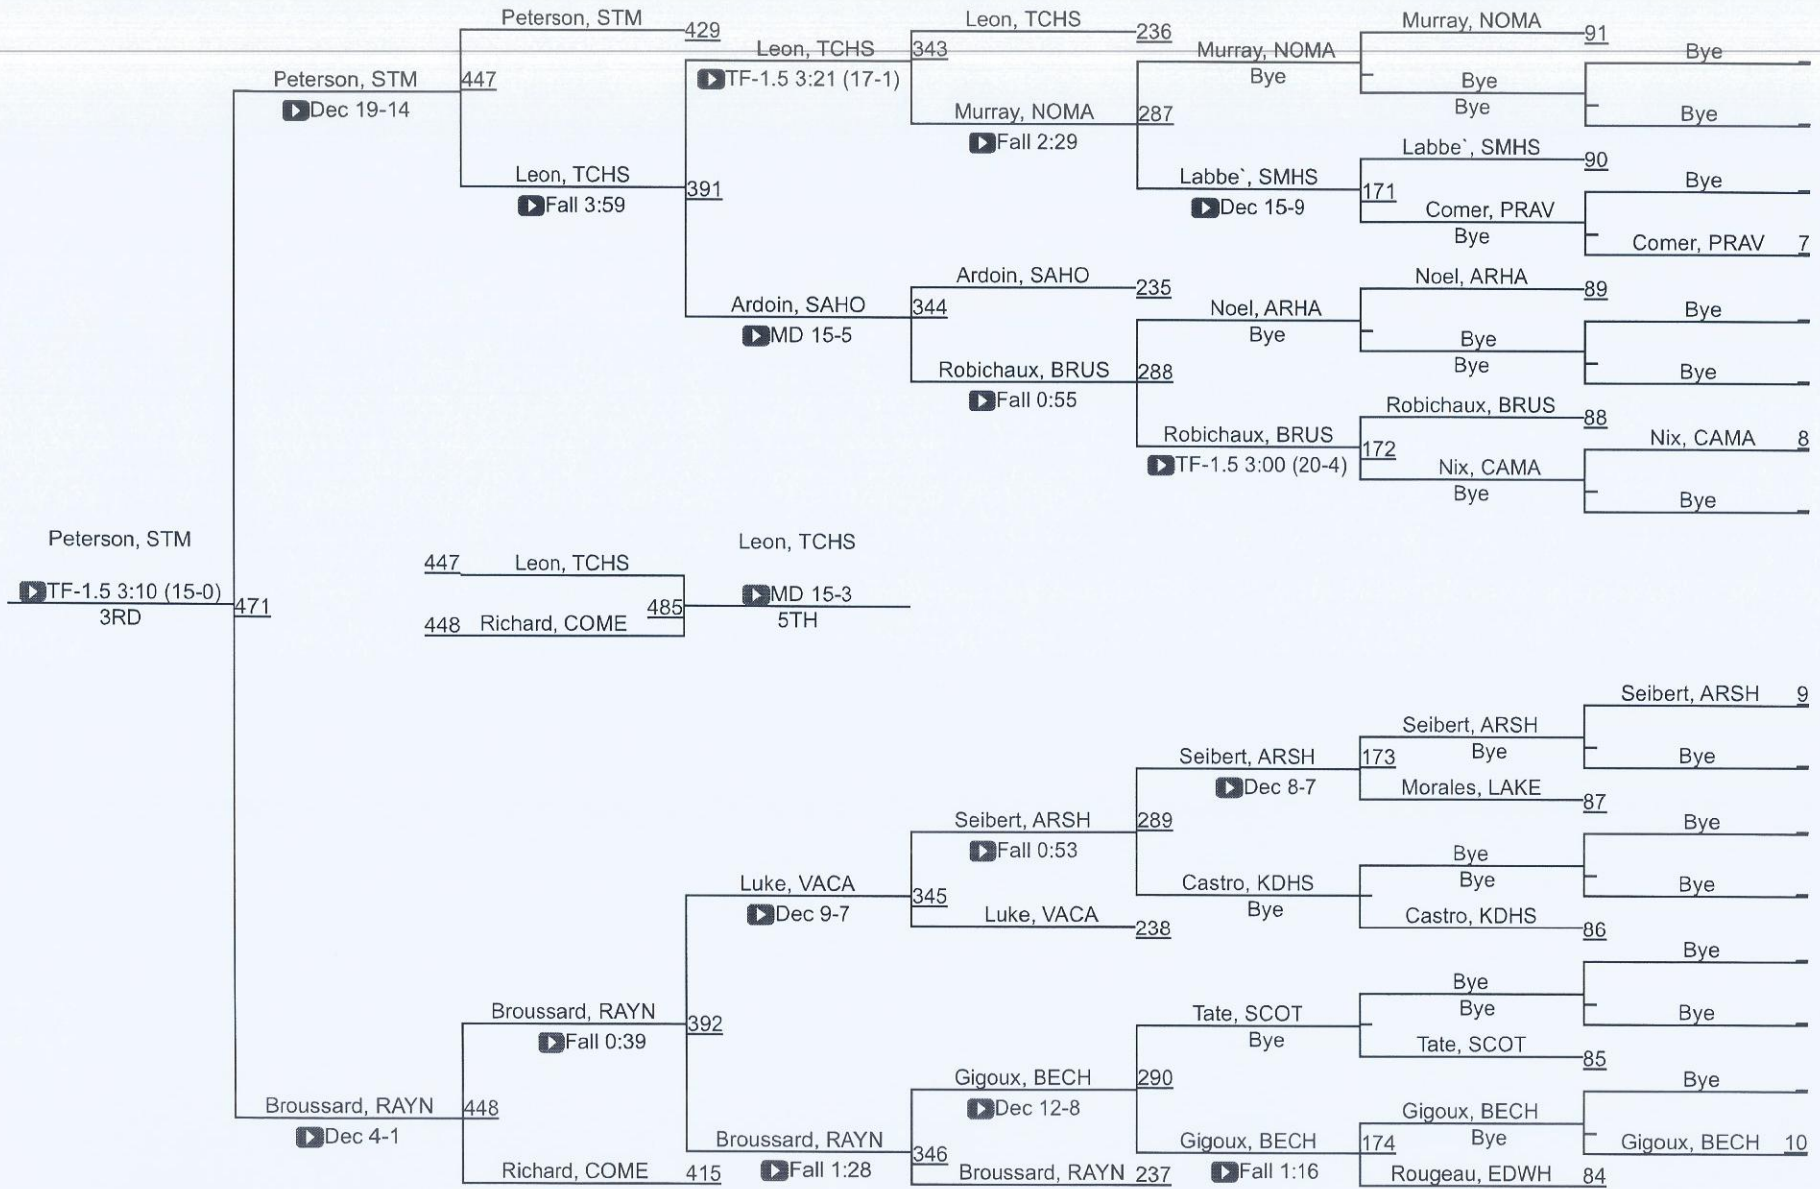 Peterson, STM
429
Leon, TCHS
236
Murray, NOMA
91
Bye
Leon, TCHS
343
Murray, NOMA
Bye
Bye
Bye
Peterson, STM
447
TF-1.5 3:21 (17-1)
Dec 19-14
Murray, NOMA
287
Bye
Fall 2:29
Labbe`, SMHS
90
Leon, TCHS
391
Labbe`, SMHS
171
Bye
Fall 3:59
Dec 15-9
Comer, PRAV
Bye
Comer, PRAV 7
Ardoin, SAHO
235
Noel, ARHA
89
Ardoin, SAHO
344
Noel, ARHA
Bye
Bye
MD 15-5
Bye
Bye
Robichaux, BRUS
288
Bye
Fall 0:55
Robichaux, BRUS
88
Robichaux, BRUS
172
Nix, CAMA 8
TF-1.5 3:00 (20-4)
Nix, CAMA
Bye
Bye
Peterson, STM
Leon, TCHS
447 Leon, TCHS
TF-1.5 3:10 (15-0)
471
485
MD 15-3
3RD
448 Richard, COME
5TH
Seibert, ARSH 9
Seibert, ARSH
Bye
Seibert, ARSH
173
Bye
Dec 8-7
Morales, LAKE
87
Seibert, ARSH
289
Bye
Fall 0:53
Bye
Bye
Luke, VACA
345
Castro, KDHS
Bye
Bye
Dec 9-7
Luke, VACA
238
Castro, KDHS
86
Bye
Bye
Bye
Broussard, RAYN
392
Tate, SCOT
Bye
Bye
Fall 0:39
Tate, SCOT
85
Gigoux, BECH
290
Bye
Dec 12-8
Broussard, RAYN
448
Gigoux, BECH
Bye
Dec 4-1
Broussard, RAYN
346
Gigoux, BECH
174
Gigoux, BECH 10
Fall 1:28
Fall 1:16
Richard, COME
415
Broussard, RAYN 237
Rougeau, EDWH
84